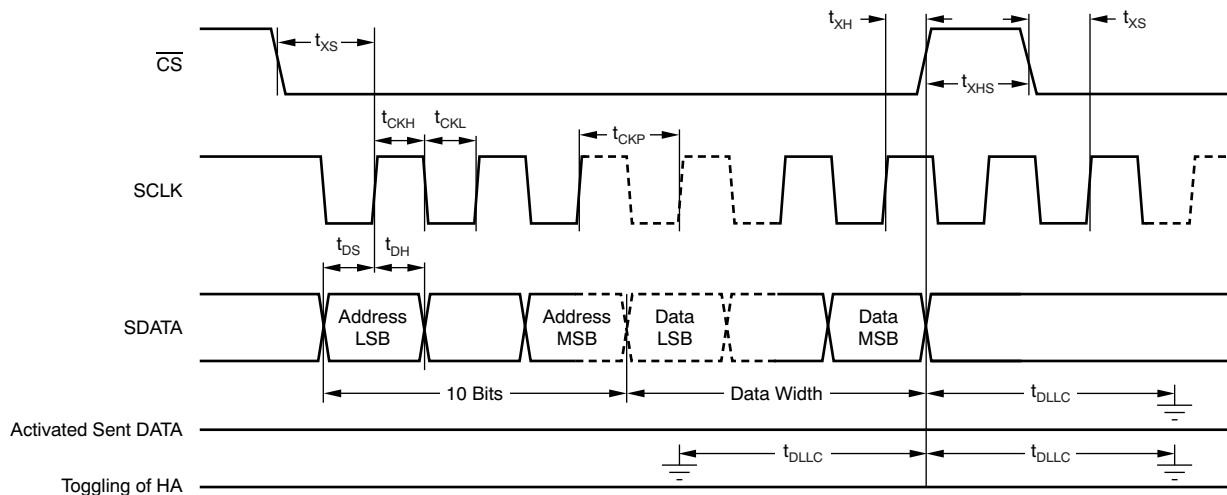 t_XH
t_XS
t_XS
CS
t_XHS
t_CKH
t_CKL
t_CKP
SCLK
t_DS
t_DH
SDATA
Address LSB
Address MSB
Data LSB
Data MSB
10 Bits
Data Width
t_DLLC
Activated Sent DATA
t_DLLC
t_DLLC
Toggling of HA